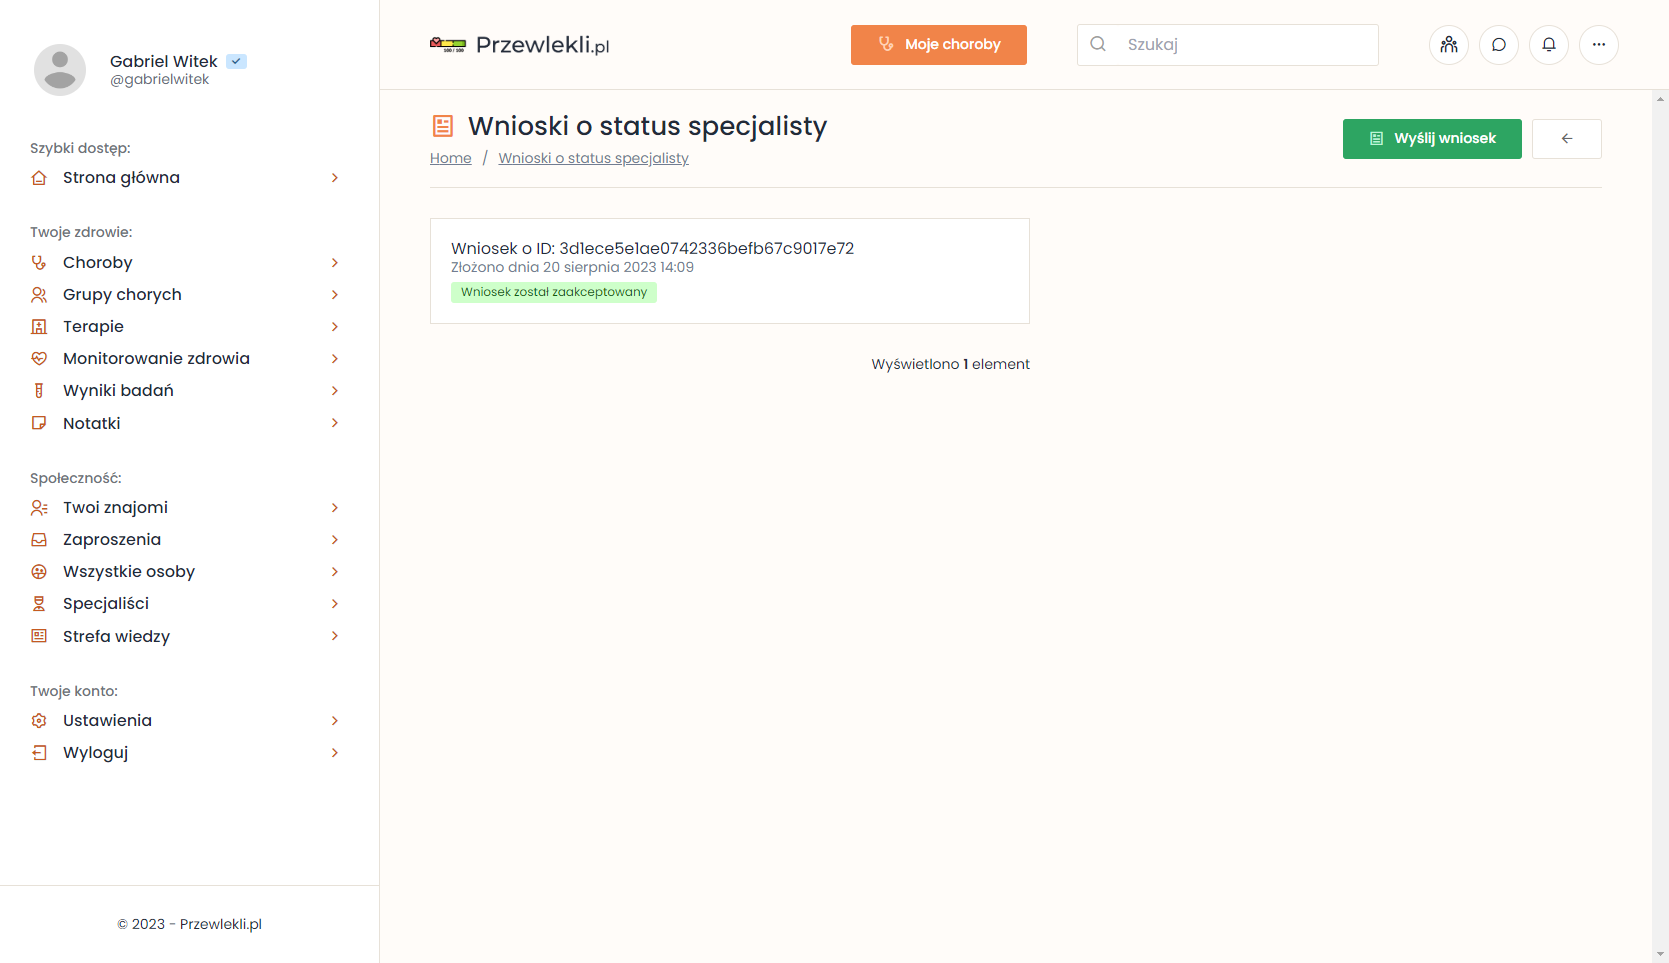 Gabriel Witek
@gabrielwitek
Szybki dostęp:
Strona główna
Twoje zdrowie:
Choroby
Grupy chorych
Terapie
Monitorowanie zdrowia
Wyniki badań
Notatki
Społeczność:
Twoi znajomi
Zaproszenia
Wszystkie osoby
Specjaliści
Strefa wiedzy
Twoje konto:
Ustawienia
Wyloguj
© 2023 - Przewlekli.pl
100 / 100
Przewlekli.pl
Moje choroby
Szukaj
Wnioski o status specjalisty
Home / Wnioski o status specjalisty
Wyślij wniosek
Wniosek o ID: 3d1ece5e1ae0742336befb67c9017e72
Złożono dnia 20 sierpnia 2023 14:09
Wniosek został zaakceptowany
Wyświetlono 1 element